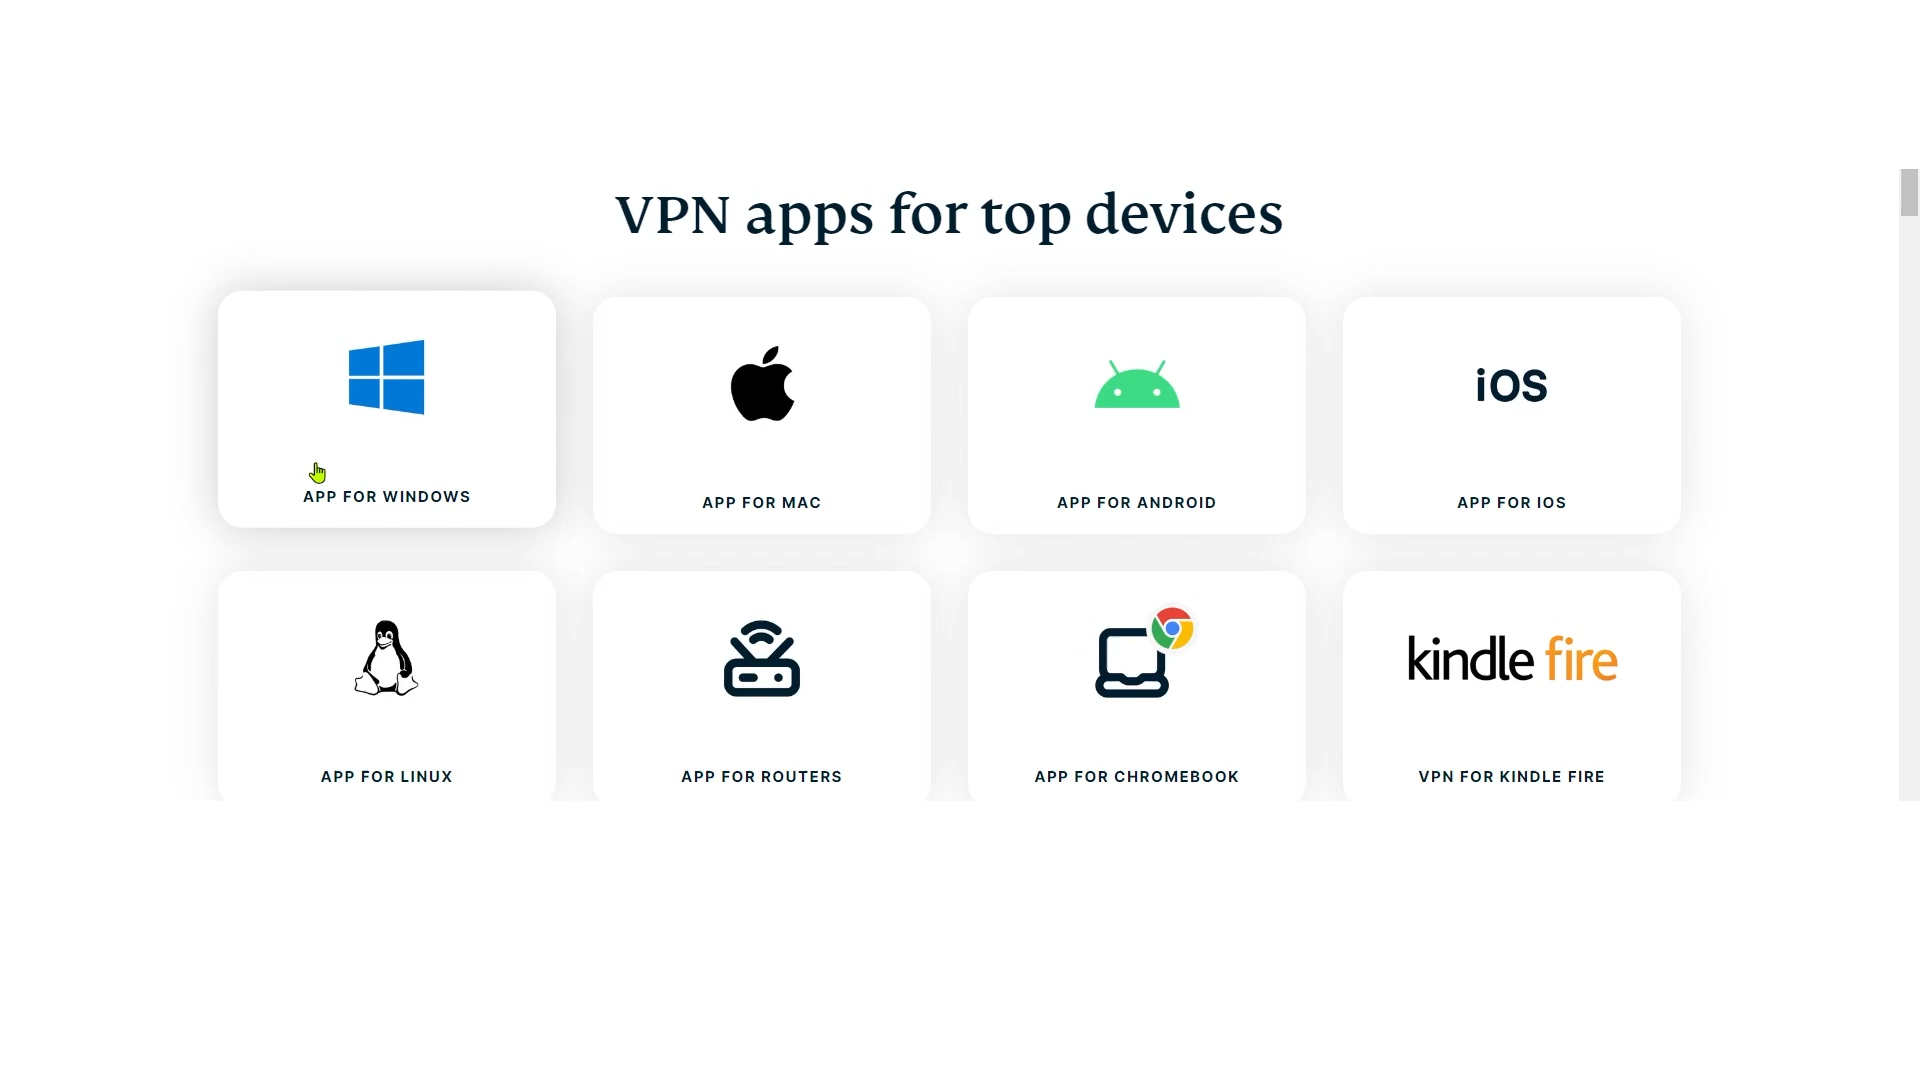 VPN apps for top devices
iOS
APP FOR WINDOWS
APP FOR MAC
APP FOR ANDROID
APP FOR IOS
kindle fire
APP FOR LINUX
APP FOR ROUTERS
APP FOR CHROMEBOOK
VPN FOR KINDLE FIRE